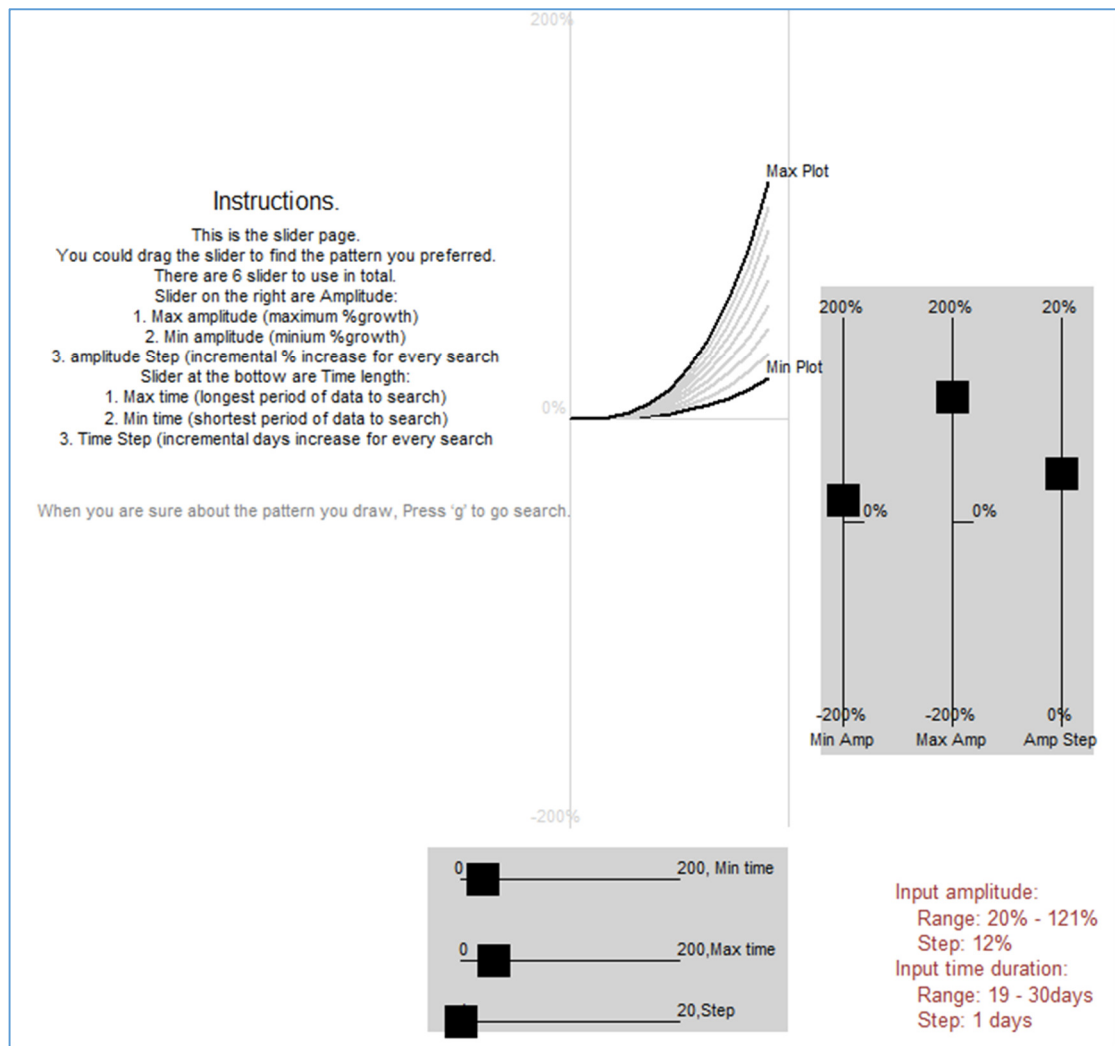 200%
Max Plot
Min Plot
0%
-200%
Instructions.
This is the slider page.
You could drag the slider to find the pattern you preferred.
There are 6 slider to use in total.
Slider on the right are Amplitude:
1. Max amplitude (maximum %growth)
2. Min amplitude (minium %growth)
3. amplitude Step (incremental % increase for every search
Slider at the bottow are Time length:
1. Max time (longest period of data to search)
2. Min time (shortest period of data to search)
3. Time Step (incremental days increase for every search
When you are sure about the pattern you draw, Press 'g' to go search.
200% 200% 20%
0% 0%
-200% -200% 0%
Min Amp Max Amp Amp Step
0 200, Min time
0 200,Max time
20,Step
Input amplitude:
Range: 20% - 121%
Step: 12%
Input time duration:
Range: 19 - 30days
Step: 1 days